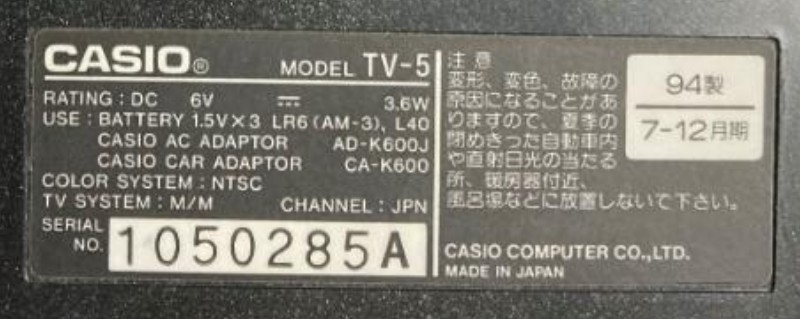 CASIO® MODEL TV-5
RATING : DC 6V ⎓ 3.6W
USE : BATTERY 1.5V×3 LR6 (AM-3), L40
CASIO AC ADAPTOR AD-K600J
CASIO CAR ADAPTOR CA-K600
COLOR SYSTEM : NTSC
TV SYSTEM : M/M CHANNEL : JPN
SERIAL
NO. 1050285A
注意
変形、変色、故障の
原因になることがあ
りますので、夏季の
閉めきった自動車内
や直射日光の当たる
所、暖房器付近、
風呂場などに放置しないで下さい。
94製
7-12月期
CASIO COMPUTER CO.,LTD.
MADE IN JAPAN